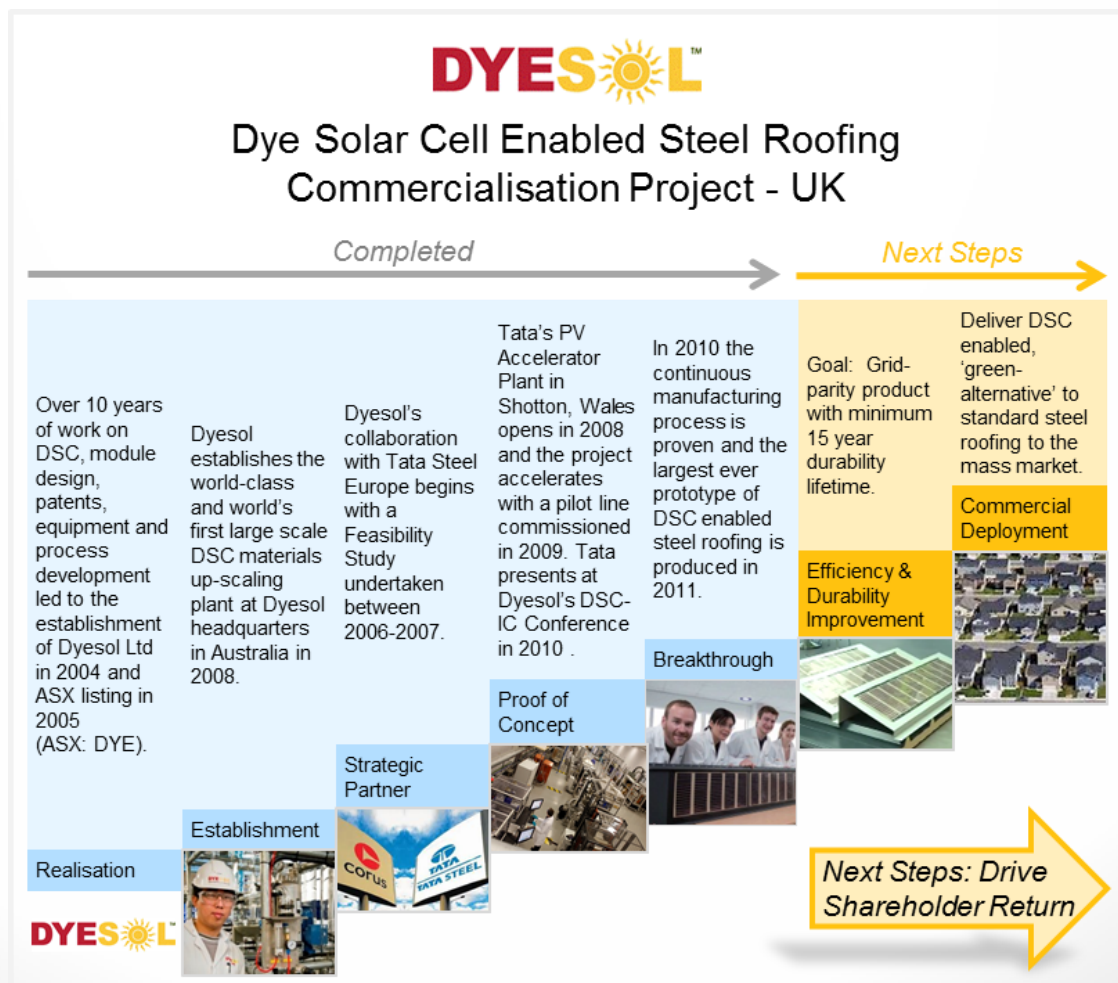 DYESOL™
Dye Solar Cell Enabled Steel Roofing
Commercialisation Project - UK
Completed
Next Steps
Over 10 years
of work on
DSC, module
design,
patents,
equipment and
process
development
led to the
establishment
of Dyesol Ltd
in 2004 and
ASX listing in
2005
(ASX: DYE).
Realisation
Dyesol
establishes the
world-class
and world's
first large scale
DSC materials
up-scaling
plant at Dyesol
headquarters
in Australia in
2008.
Establishment
Dyesol's
collaboration
with Tata Steel
Europe begins
with a
Feasibility
Study
undertaken
between
2006-2007.
Strategic
Partner
corus
TATA
TATA STEEL
Tata's PV
Accelerator
Plant in
Shotton, Wales
opens in 2008
and the project
accelerates
with a pilot line
commissioned
in 2009. Tata
presents at
Dyesol's DSC-
IC Conference
in 2010 .
Proof of
Concept
In 2010 the
continuous
manufacturing
process is
proven and the
largest ever
prototype of
DSC enabled
steel roofing is
produced in
2011.
Breakthrough
Goal: Grid-
parity product
with minimum
15 year
durability
lifetime.
Efficiency &
Durability
Improvement
Deliver DSC
enabled,
'green-
alternative' to
standard steel
roofing to the
mass market.
Commercial
Deployment
Next Steps: Drive
Shareholder Return
DYESOL™